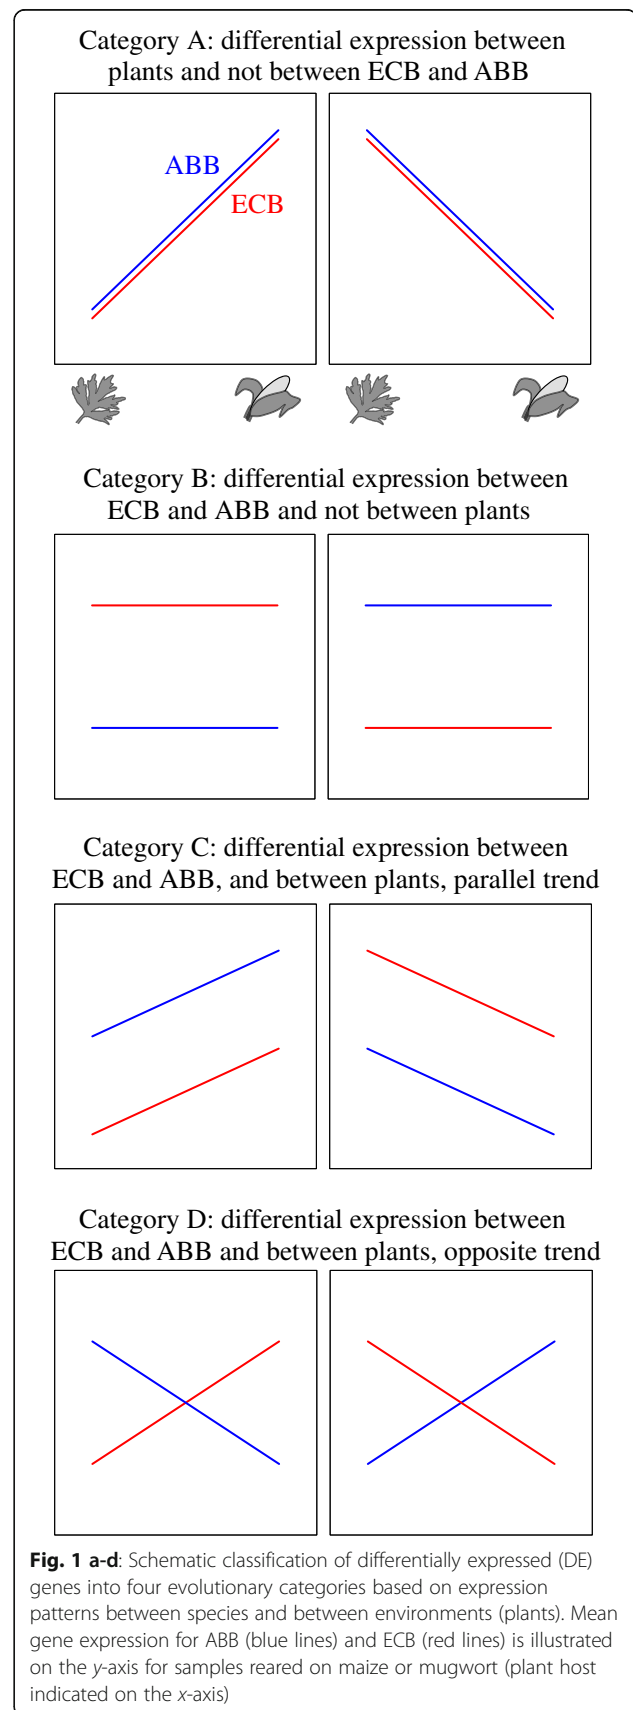 Category A: differential expression between
plants and not between ECB and ABB
ABB
ECB
Category B: differential expression between
ECB and ABB and not between plants
Category C: differential expression between
ECB and ABB, and between plants, parallel trend
Category D: differential expression between
ECB and ABB and between plants, opposite trend
Fig. 1 a-d: Schematic classification of differentially expressed (DE)
genes into four evolutionary categories based on expression
patterns between species and between environments (plants). Mean
gene expression for ABB (blue lines) and ECB (red lines) is illustrated
on the y-axis for samples reared on maize or mugwort (plant host
indicated on the x-axis)